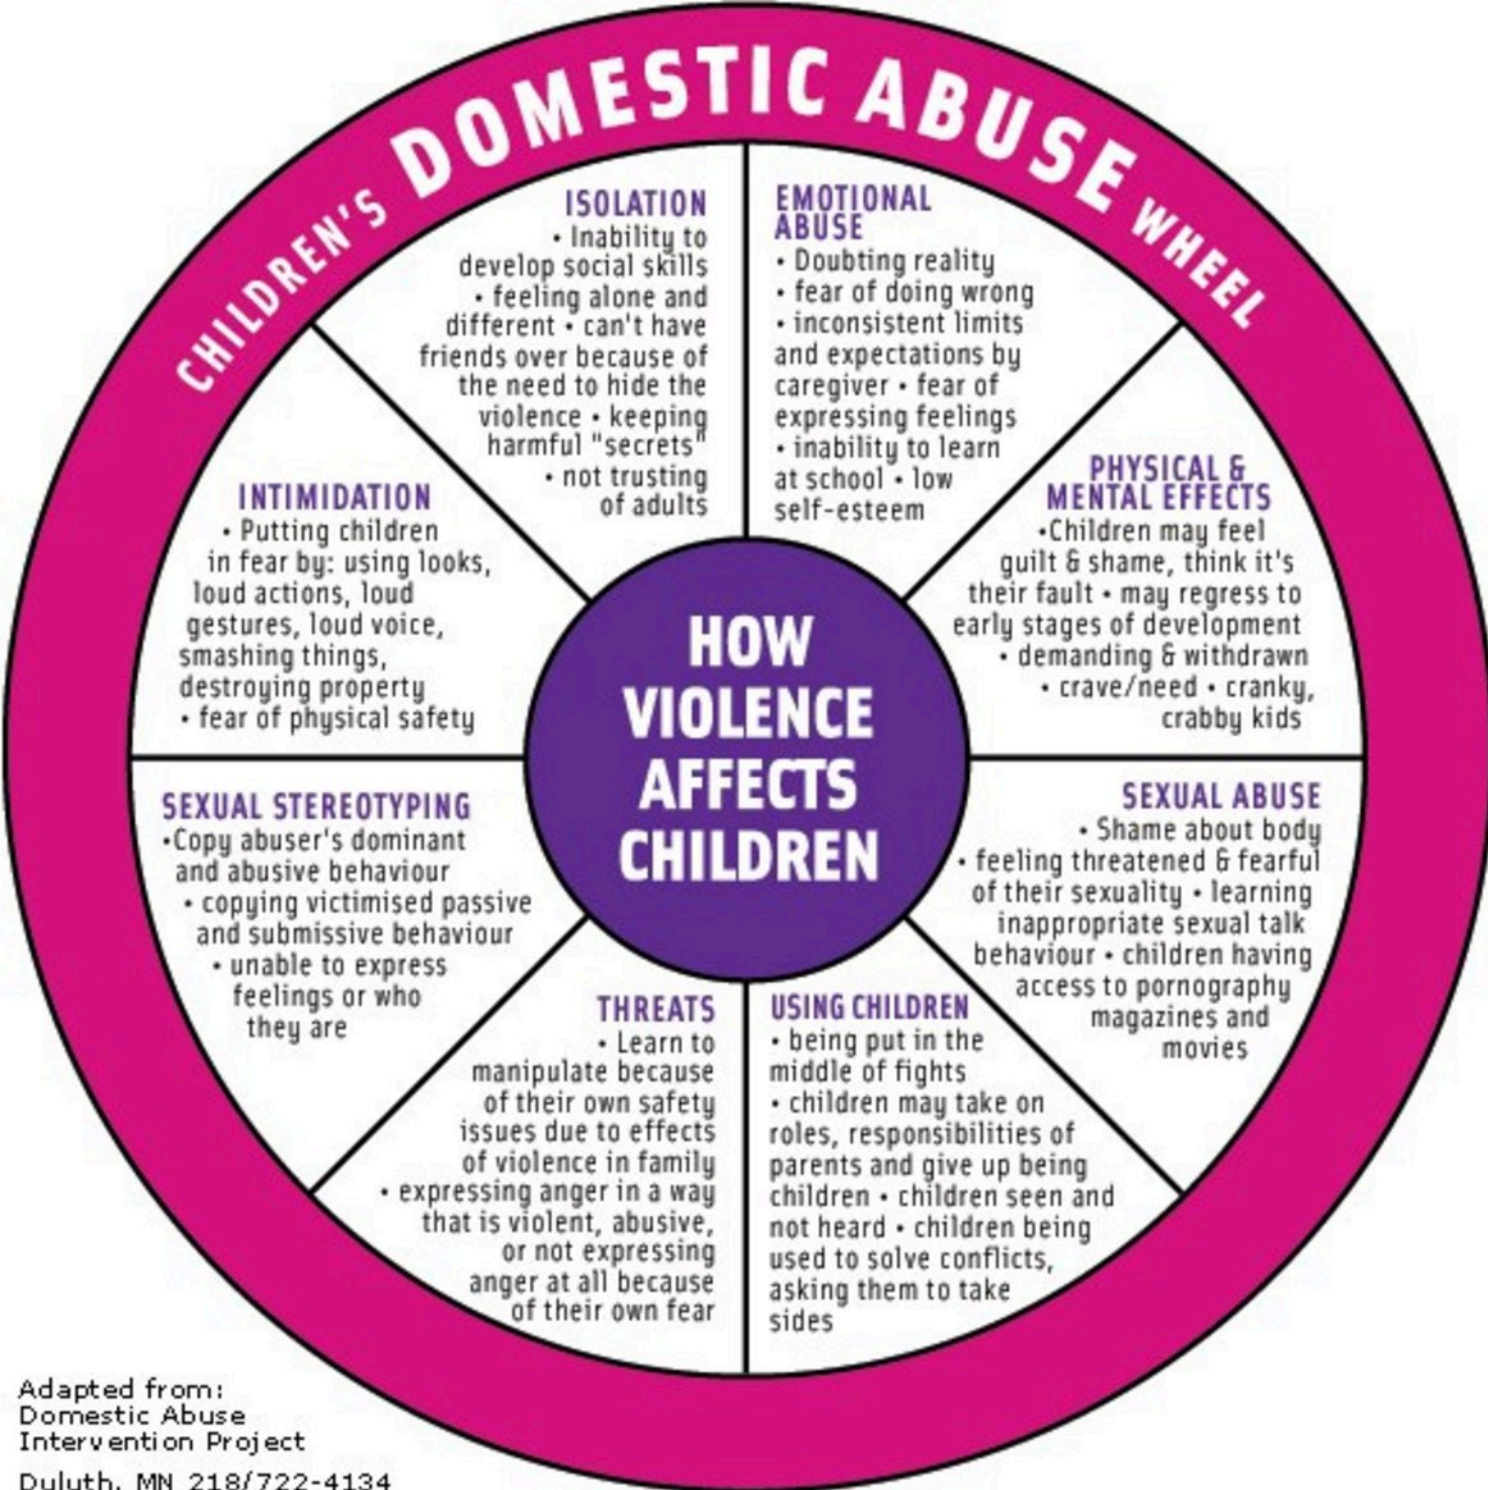 CHILDREN'S DOMESTIC ABUSE WHEEL
ISOLATION
• Inability to
develop social skills
• feeling alone and
different • can't have
friends over because of
the need to hide the
violence • keeping
harmful "secrets"
• not trusting
of adults
EMOTIONAL
ABUSE
• Doubting reality
• fear of doing wrong
• inconsistent limits
and expectations by
caregiver • fear of
expressing feelings
• inability to learn
at school • low
self-esteem
PHYSICAL &
MENTAL EFFECTS
•Children may feel
guilt & shame, think it's
their fault • may regress to
early stages of development
• demanding & withdrawn
• crave/need • cranky,
crabby kids
SEXUAL ABUSE
• Shame about body
• feeling threatened & fearful
of their sexuality • learning
inappropriate sexual talk
behaviour • children having
access to pornography
magazines and
movies
USING CHILDREN
• being put in the
middle of fights
• children may take on
roles, responsibilities of
parents and give up being
children • children seen and
not heard • children being
used to solve conflicts,
asking them to take
sides
THREATS
• Learn to
manipulate because
of their own safety
issues due to effects
of violence in family
• expressing anger in a way
that is violent, abusive,
or not expressing
anger at all because
of their own fear
SEXUAL STEREOTYPING
•Copy abuser's dominant
and abusive behaviour
• copying victimised passive
and submissive behaviour
• unable to express
feelings or who
they are
INTIMIDATION
• Putting children
in fear by: using looks,
loud actions, loud
gestures, loud voice,
smashing things,
destroying property
• fear of physical safety
HOW
VIOLENCE
AFFECTS
CHILDREN
Adapted from:
Domestic Abuse
Intervention Project
Duluth, MN 218/722-4134